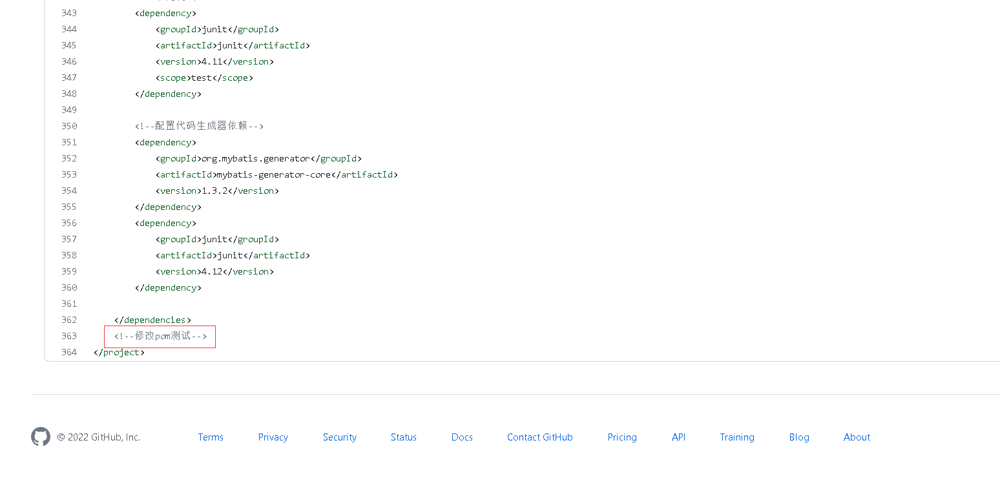 343 <dependency>
344 <groupId>junit</groupId>
345 <artifactId>junit</artifactId>
346 <version>4.11</version>
347 <scope>test</scope>
348 </dependency>
349
350 <!--配置代码生成器依赖-->
351 <dependency>
352 <groupId>org.mybatis.generator</groupId>
353 <artifactId>mybatis-generator-core</artifactId>
354 <version>1.3.2</version>
355 </dependency>
356 <dependency>
357 <groupId>junit</groupId>
358 <artifactId>junit</artifactId>
359 <version>4.12</version>
360 </dependency>
361
362 </dependencies>
363 <!--修改pom测试-->
364 </project>
© 2022 GitHub, Inc. Terms Privacy Security Status Docs Contact GitHub Pricing API Training Blog About